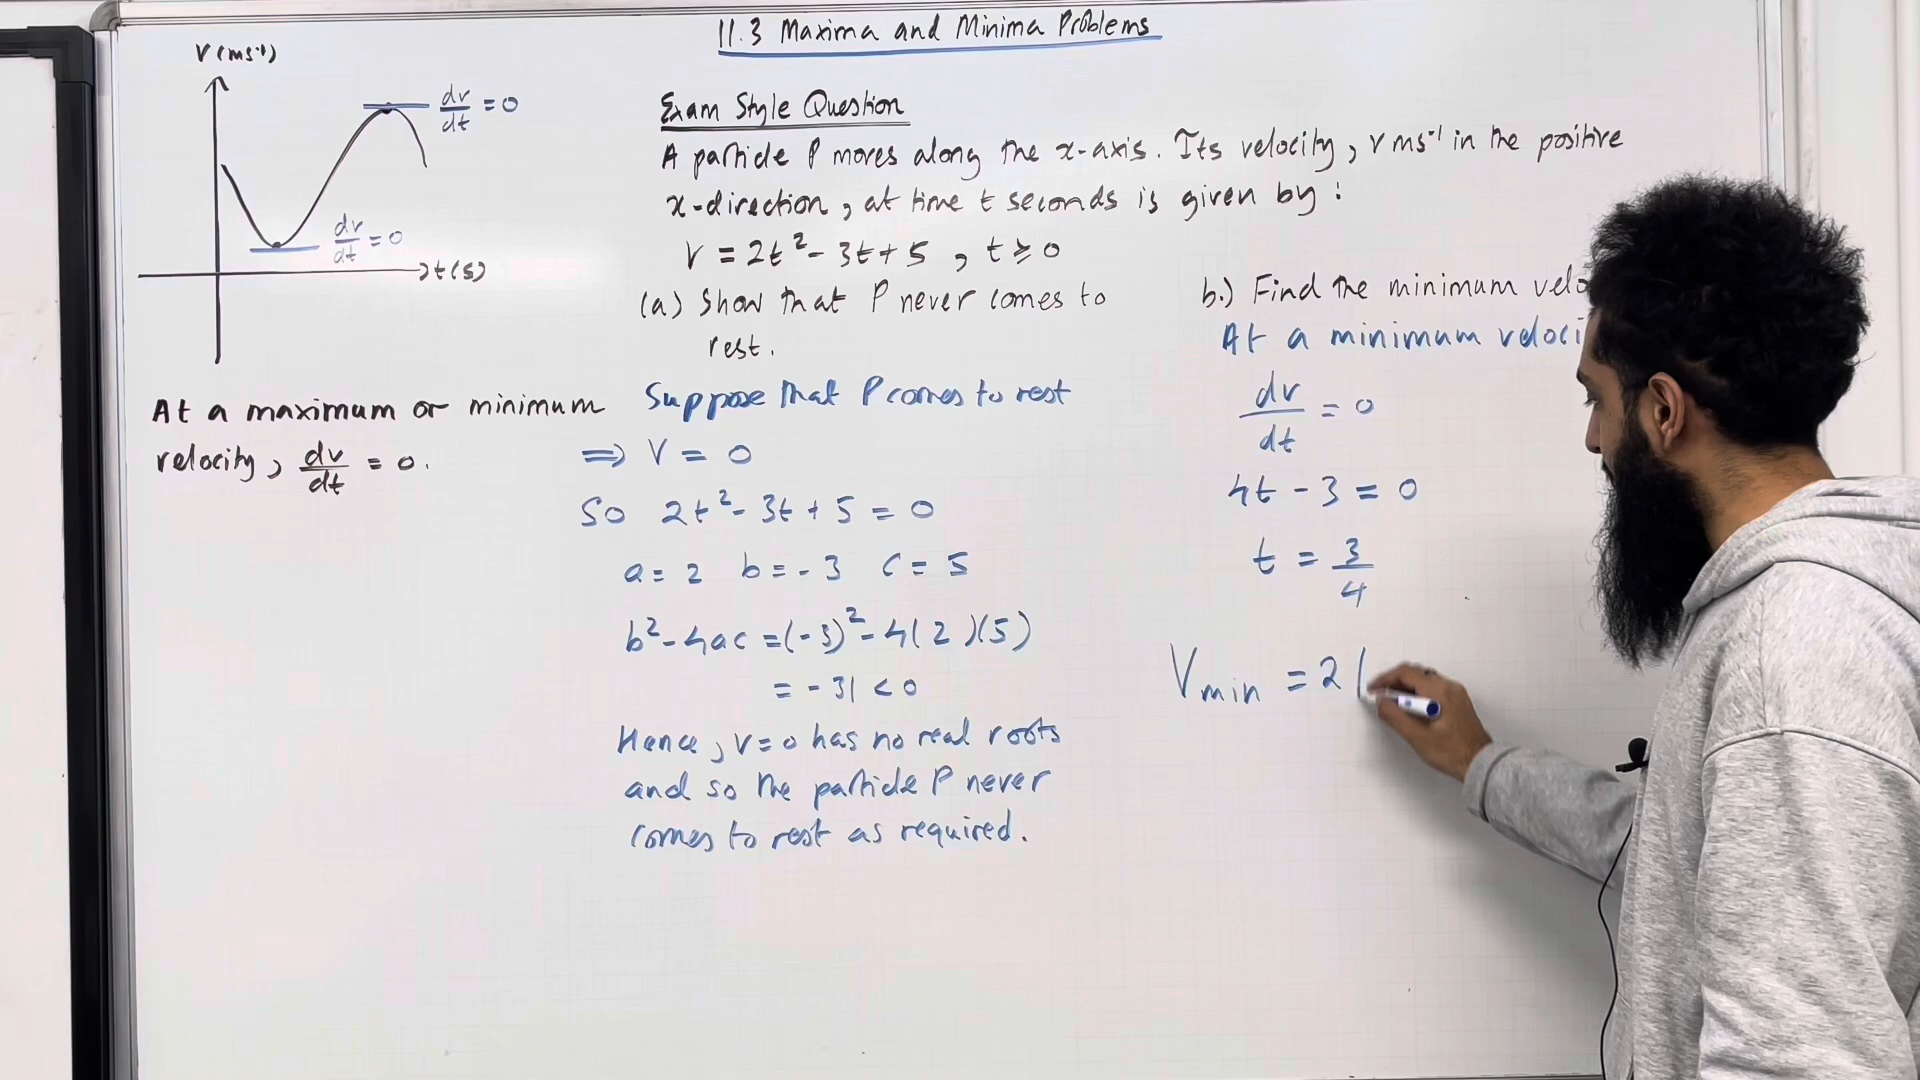 11.3 Maxima and Minima Problems
V(ms⁻¹)
dv/dt = 0
dv/dt = 0
t(s)
At a maximum or minimum
velocity, dv/dt = 0.
Exam Style Question
A particle P moves along the x-axis. Its velocity, v ms⁻¹ in the positive
x-direction, at time t seconds is given by:
V = 2t² - 3t + 5 , t ≥ 0
(a) Show that P never comes to
rest.
Suppose that P comes to rest
⇒ V = 0
So 2t² - 3t + 5 = 0
a = 2 b = -3 c = 5
b² - 4ac = (-3)² - 4(2)(5)
= -31 < 0
Hence, v=0 has no real roots
and so the particle P never
comes to rest as required.
b.) Find the minimum velo
At a minimum veloci
dv/dt = 0
4t - 3 = 0
t = 3/4
Vmin = 2(